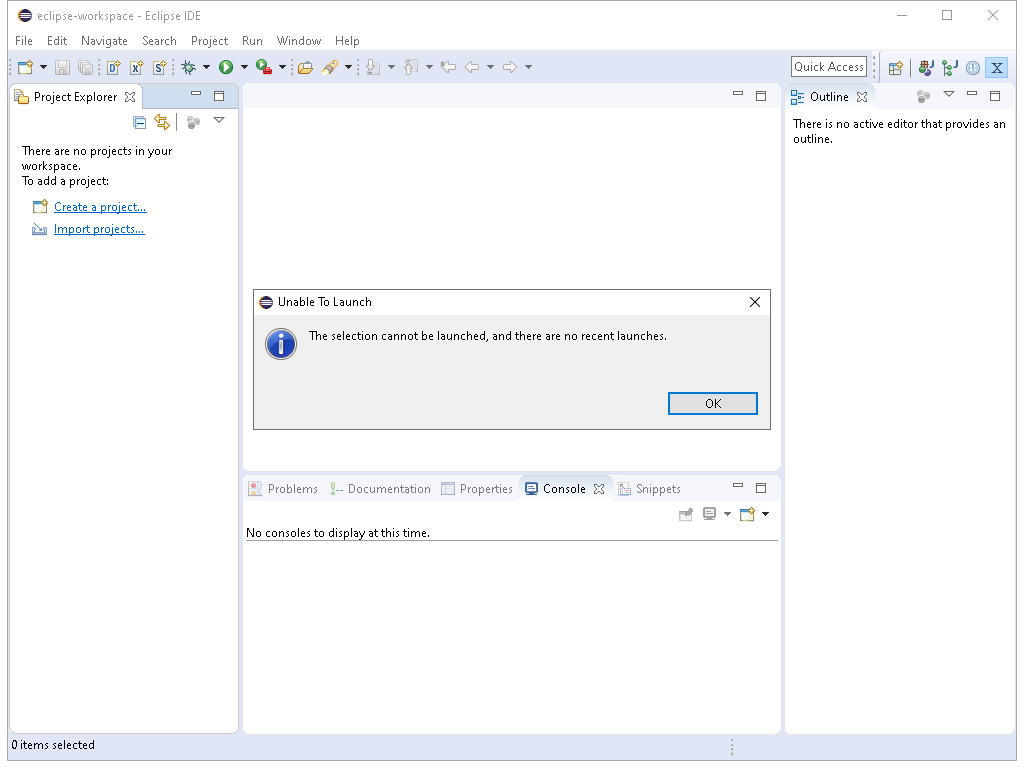 eclipse-workspace - Eclipse IDE
File Edit Navigate Search Project Run Window Help
Quick Access
Project Explorer
There are no projects in your
workspace.
To add a project:
Create a project...
Import projects...
Outline
There is no active editor that provides an
outline.
Unable To Launch
The selection cannot be launched, and there are no recent launches.
OK
Problems Documentation Properties Console Snippets
No consoles to display at this time.
0 items selected